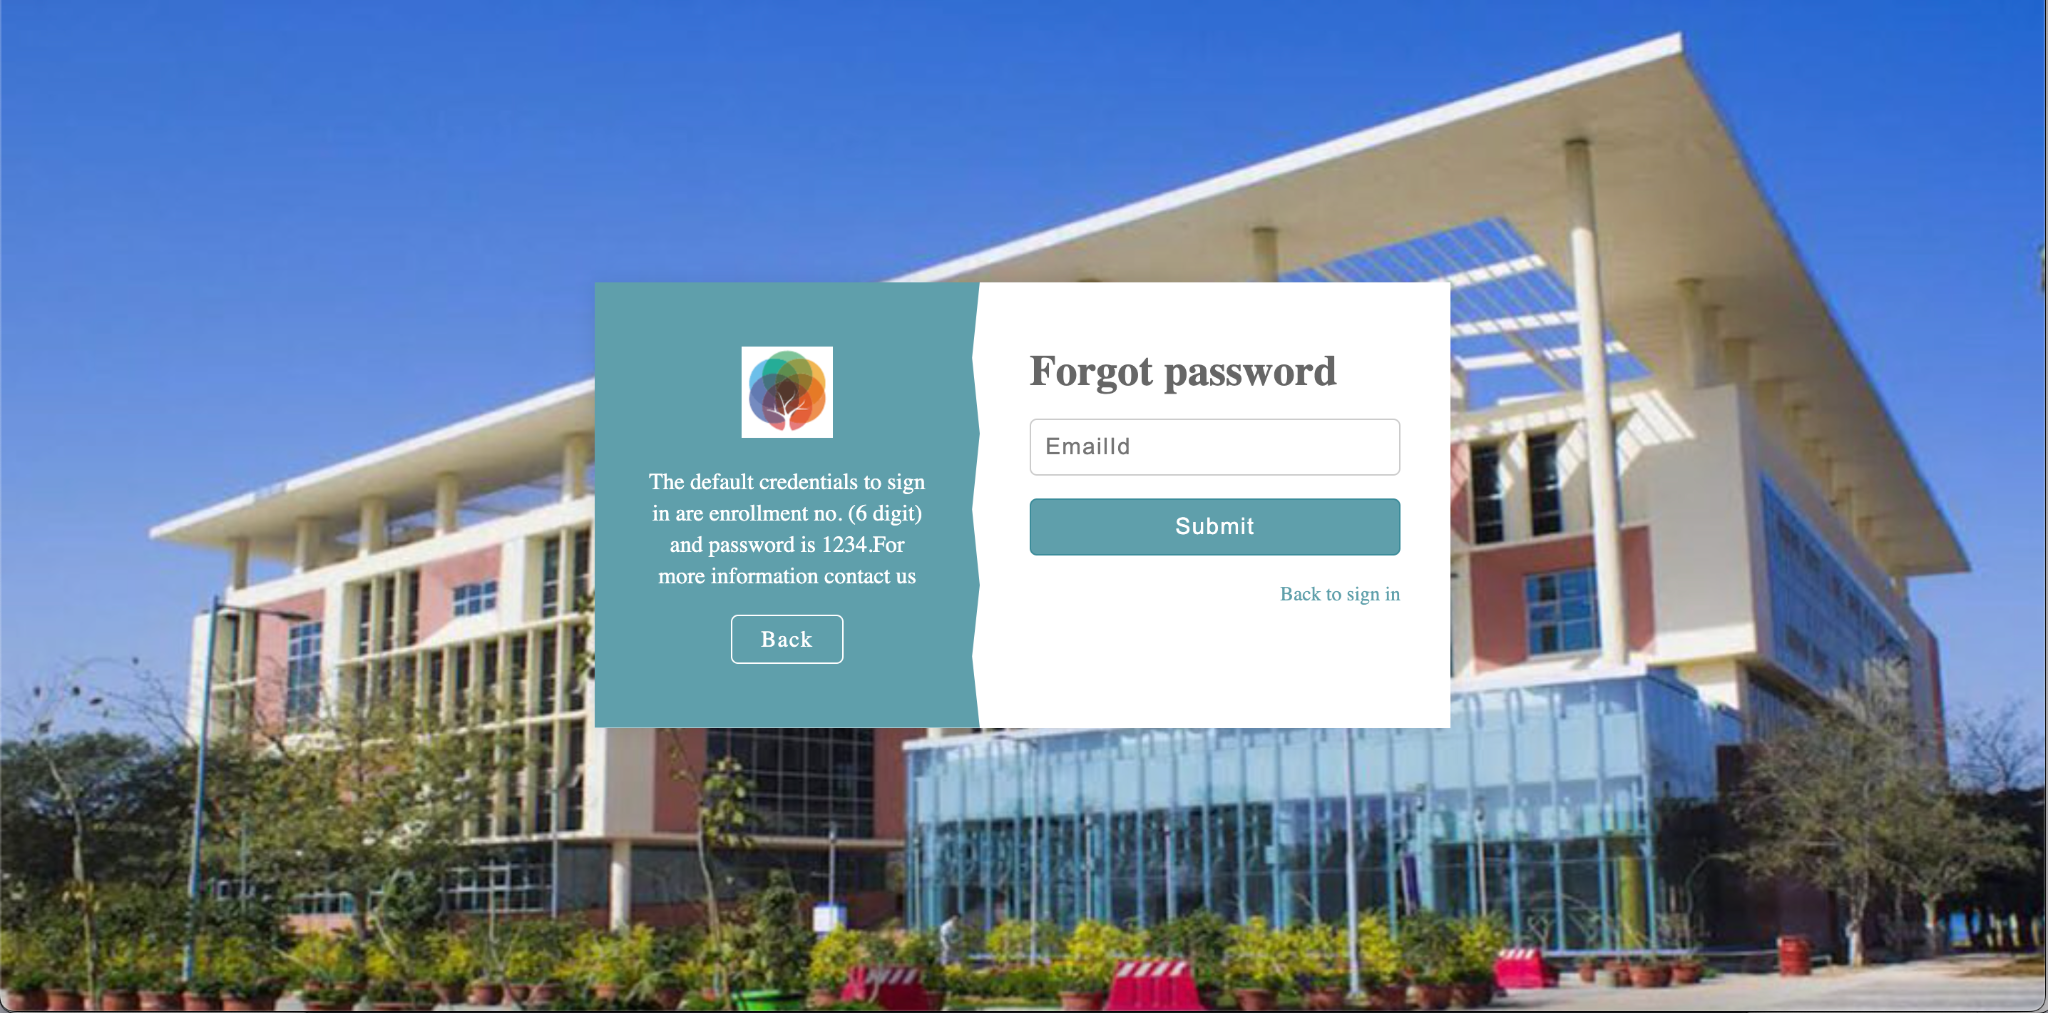 The default credentials to sign
in are enrollment no. (6 digit)
and password is 1234.For
more information contact us
Back
Forgot password
EmailId
Submit
Back to sign in